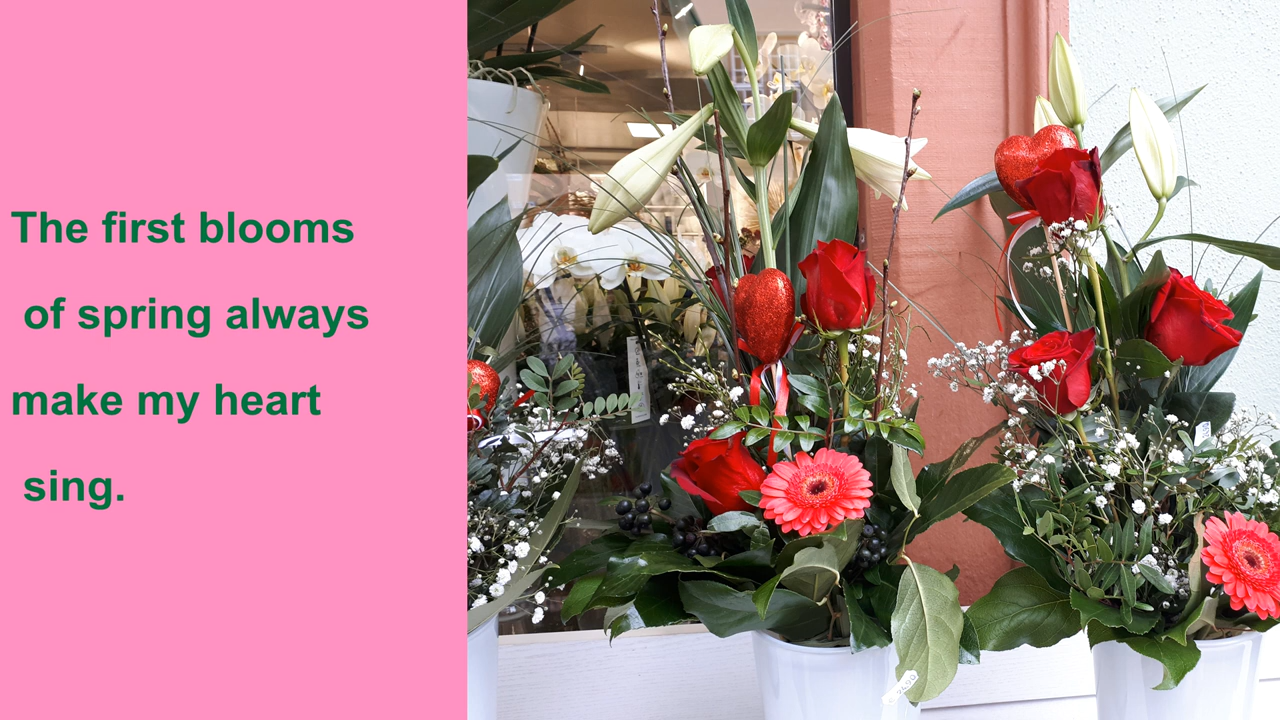 The first blooms
of spring always
make my heart
sing.